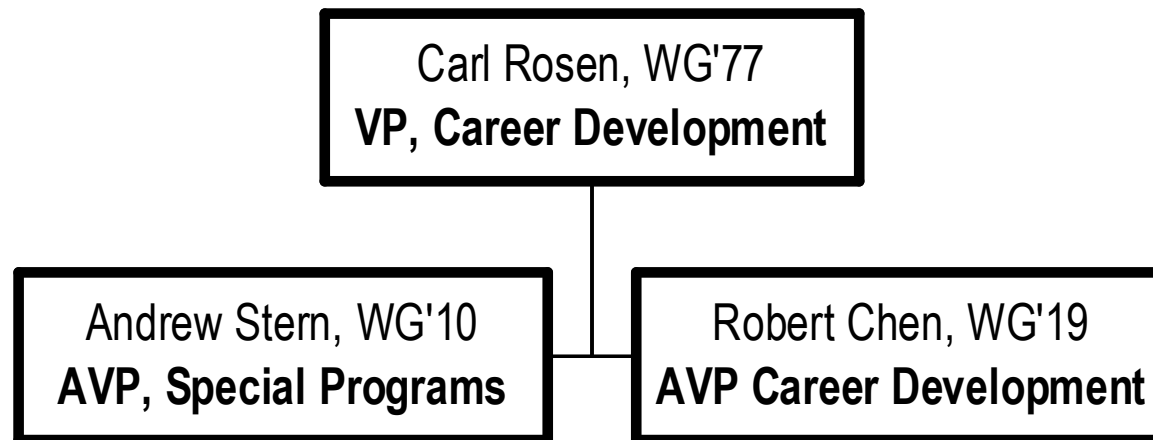 Carl Rosen, WG'77
VP, Career Development
Andrew Stern, WG'10
AVP, Special Programs
Robert Chen, WG'19
AVP Career Development